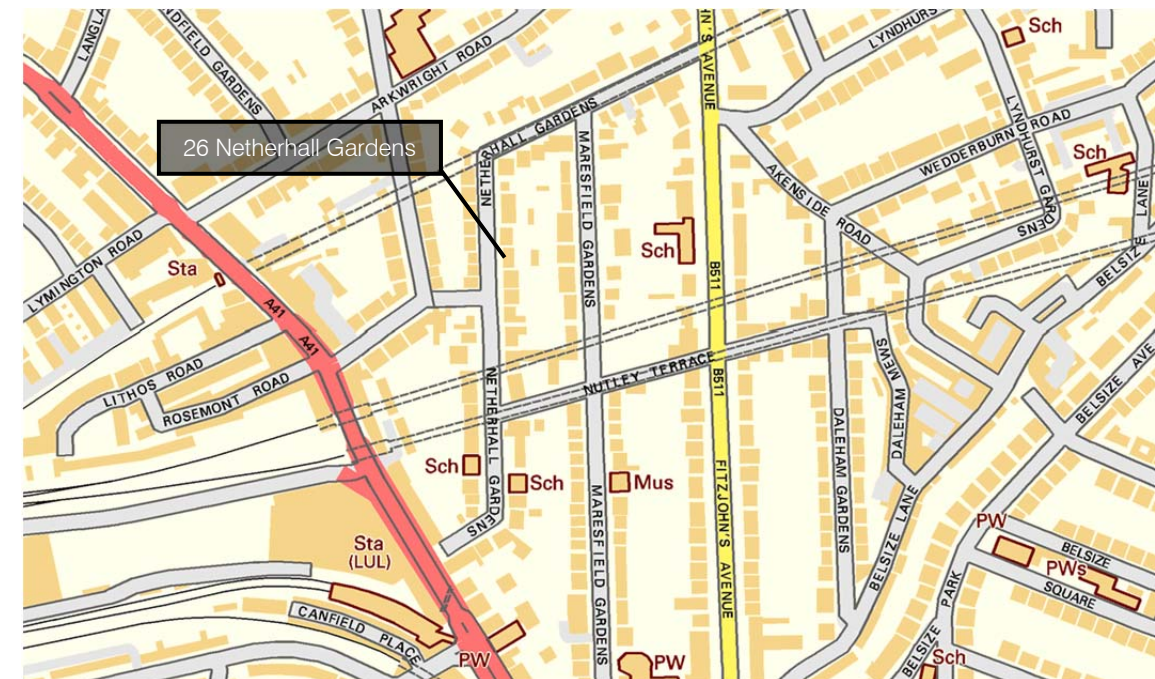 LANGLA
NDFIELD GARDENS
ARKWRIGHT ROAD
N'S AVENUE
LYNDHURS
Sch
26 Netherhall Gardens
NETHERHALL GARDENS
MARESFIELD GARDENS
LYNDHURST GARDENS
WEDDERBURN ROAD
Sch
AKENSIDE ROAD
BELSIZE LANE
LYMINGTON ROAD
Sta
Sch
B511
A41
A41
LITHOS ROAD
ROSEMONT ROAD
NUTLEY TERRACE
B511
DALEHAM MEWS
BELSIZE AVE
NETHERHALL GARDENS
DALEHAM GARDENS
Sch
Sch
Mus
MARESFIELD GARDENS
FITZJOHN'S AVENUE
BELSIZE LANE
PW
Sta
(LUL)
BELSIZE
PWs
SQUARE
CANFIELD PLACE
PW
PW
BELSIZE PARK
Sch